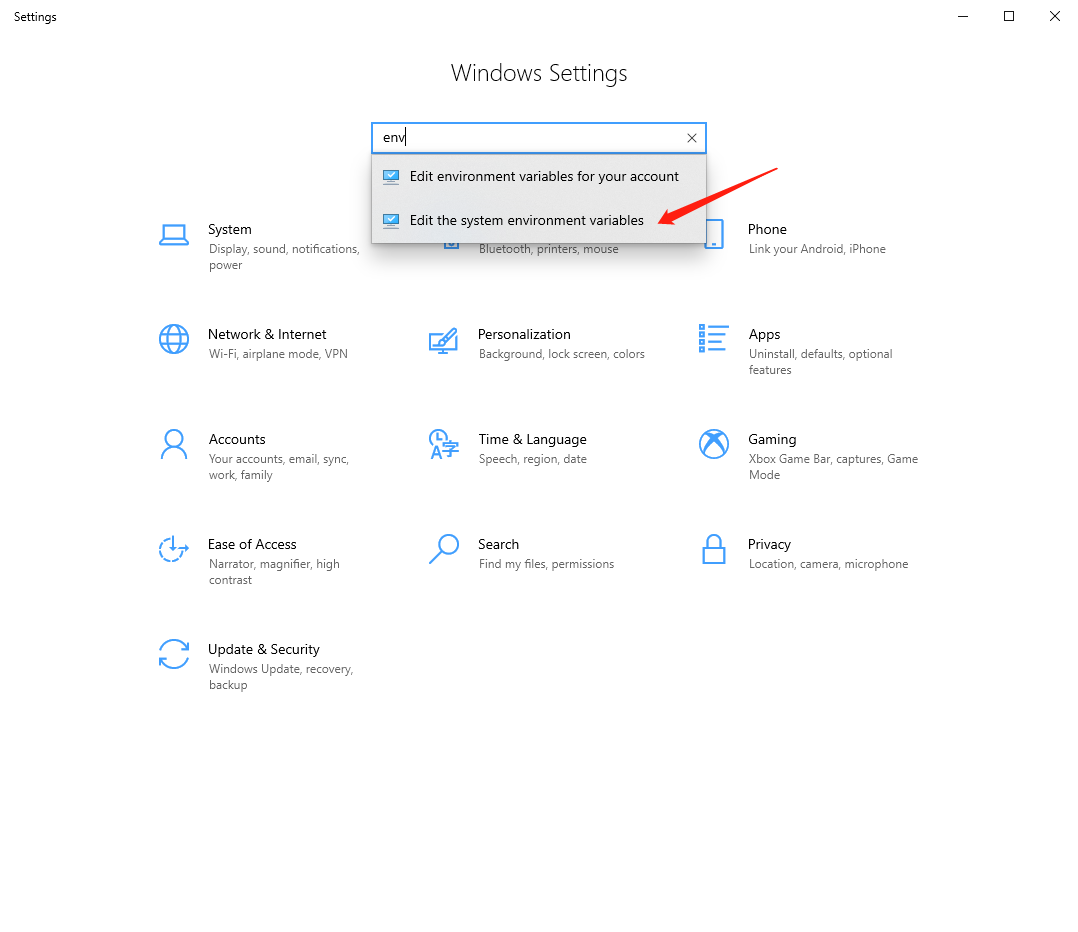 Settings
Windows Settings
env
Edit environment variables for your account
Edit the system environment variables
System
Display, sound, notifications,
power
Bluetooth, printers, mouse
Phone
Link your Android, iPhone
Network & Internet
Wi-Fi, airplane mode, VPN
Personalization
Background, lock screen, colors
Apps
Uninstall, defaults, optional
features
Accounts
Your accounts, email, sync,
work, family
Time & Language
Speech, region, date
Gaming
Xbox Game Bar, captures, Game
Mode
Ease of Access
Narrator, magnifier, high
contrast
Search
Find my files, permissions
Privacy
Location, camera, microphone
Update & Security
Windows Update, recovery,
backup